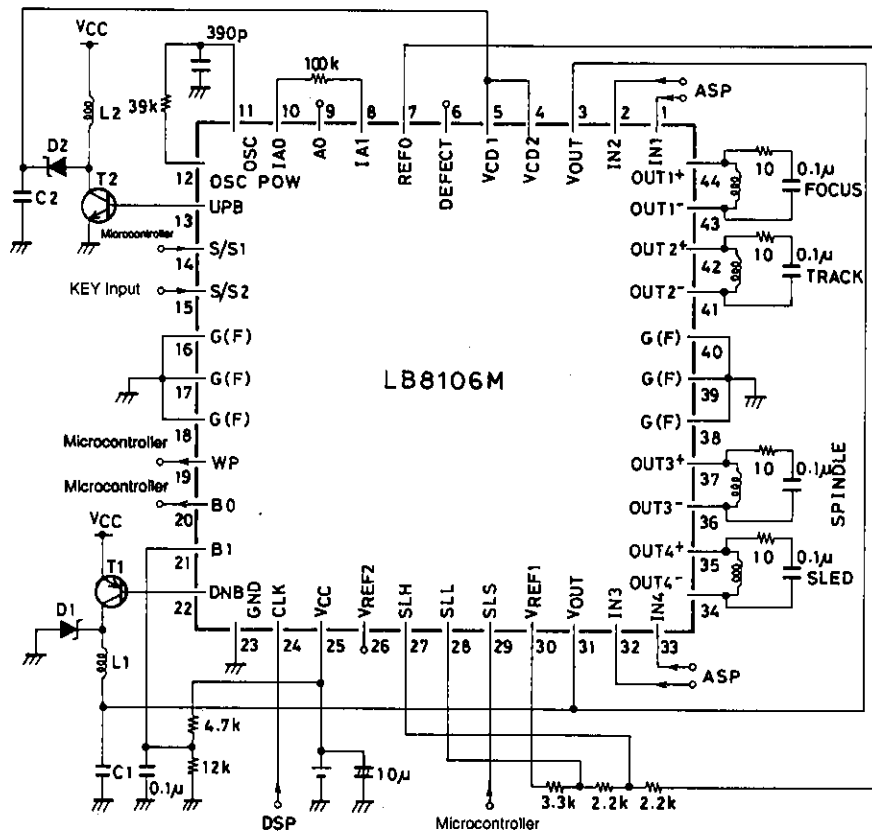 VCC
390p
100k
ASP
L2
39k
11 10 9 8 7 6 5 4 3 2 1
OSC IA0 A0 IA1 REF0 DEFECT VCD1 VCD2 VOUT IN2 IN1
D2
C2
T2
12 OSC POW
13 UPB
Microcontroller
14 S/S1
KEY Input
15 S/S2
16 G(F)
17 G(F)
18 G(F)
Microcontroller
19 WP
Microcontroller
20 B0
21 B1
22 DNB
LB8106M
OUT1+ 44
10 0.1μ
FOCUS
OUT1- 43
OUT2+ 42
10 0.1μ
TRACK
OUT2- 41
G(F) 40
G(F) 39
G(F) 38
OUT3+ 37
10 0.1μ
SPINDLE
OUT3- 36
OUT4+ 35
10 0.1μ
SLED
OUT4- 34
VCC
T1
D1
L1
GND CLK VCC VREF2 SLH SLL SLS VREF1 VOUT IN3 IN4
23 24 25 26 27 28 29 30 31 32 33
ASP
4.7k
C1
0.1μ
12k
10μ
3.3k 2.2k 2.2k
DSP
Microcontroller